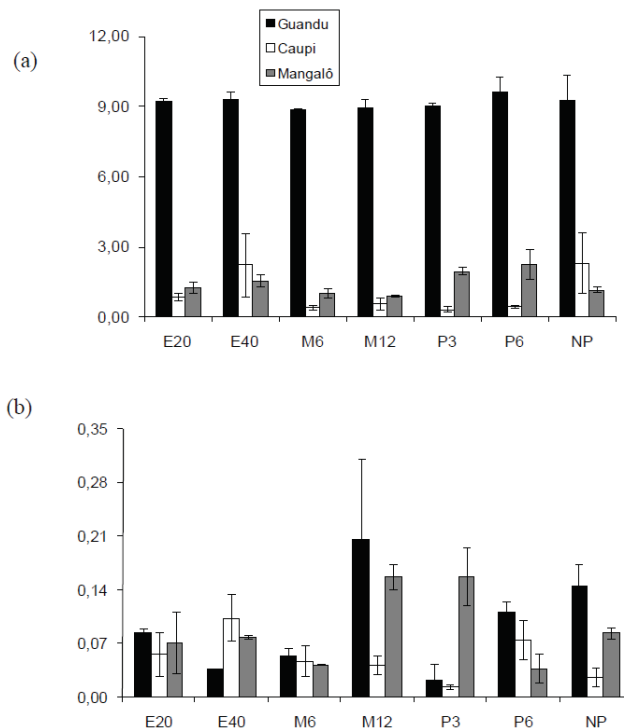 (a)
Guandu
Caupi
Mangalô
12,00
9,00
6,00
3,00
0,00
E20 E40 M6 M12 P3 P6 NP
(b)
0,35
0,28
0,21
0,14
0,07
0,00
E20 E40 M6 M12 P3 P6 NP